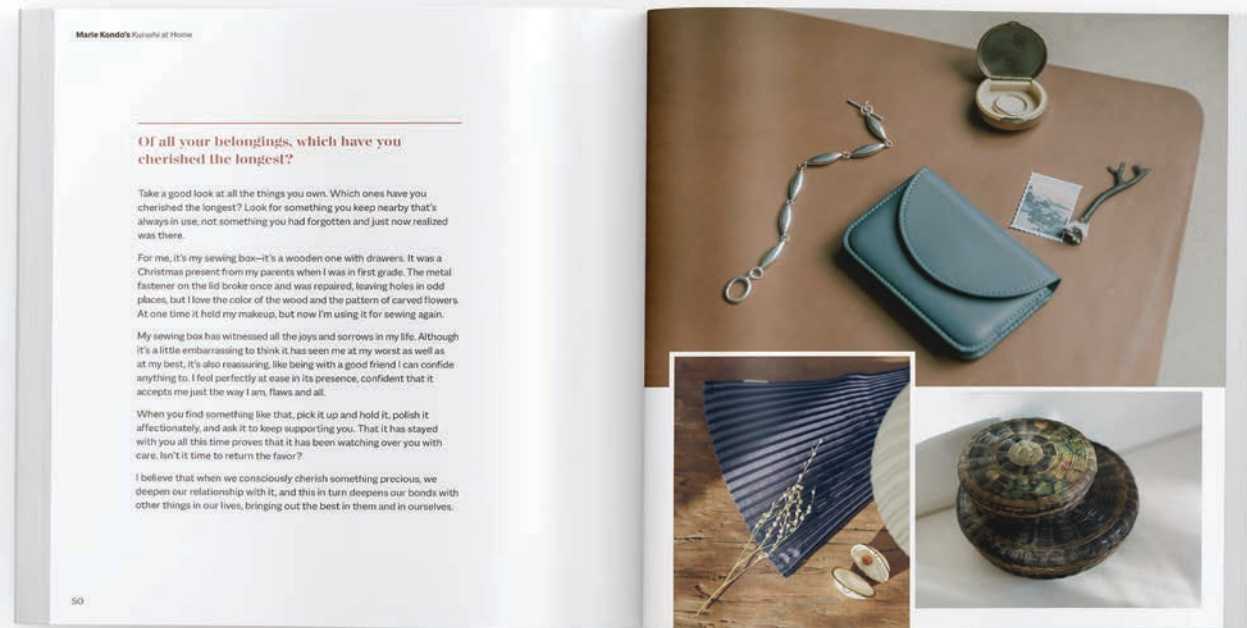 Marie Kondo's Kurashi at Home
Of all your belongings, which have you
cherished the longest?
Take a good look at all the things you own. Which ones have you
cherished the longest? Look for something you keep nearby that's
always in use, not something you had forgotten and just now realized
was there.
For me, it's my sewing box—it's a wooden one with drawers. It was a
Christmas present from my parents when I was in first grade. The metal
fastener on the lid broke once and was repaired, leaving holes in odd
places, but I love the color of the wood and the pattern of carved flowers.
At one time it held my makeup, but now I'm using it for sewing again.
My sewing box has witnessed all the joys and sorrows in my life. Although
it's a little embarrassing to think it has seen me at my worst as well as
at my best, it's also reassuring, like being with a good friend I can confide
anything to. I feel perfectly at ease in its presence, confident that it
accepts me just the way I am, flaws and all.
When you find something like that, pick it up and hold it, polish it
affectionately, and ask it to keep supporting you. That it has stayed
with you all this time proves that it has been watching over you with
care. Isn't it time to return the favor?
I believe that when we consciously cherish something precious, we
deepen our relationship with it, and this in turn deepens our bonds with
other things in our lives, bringing out the best in them and in ourselves.
50